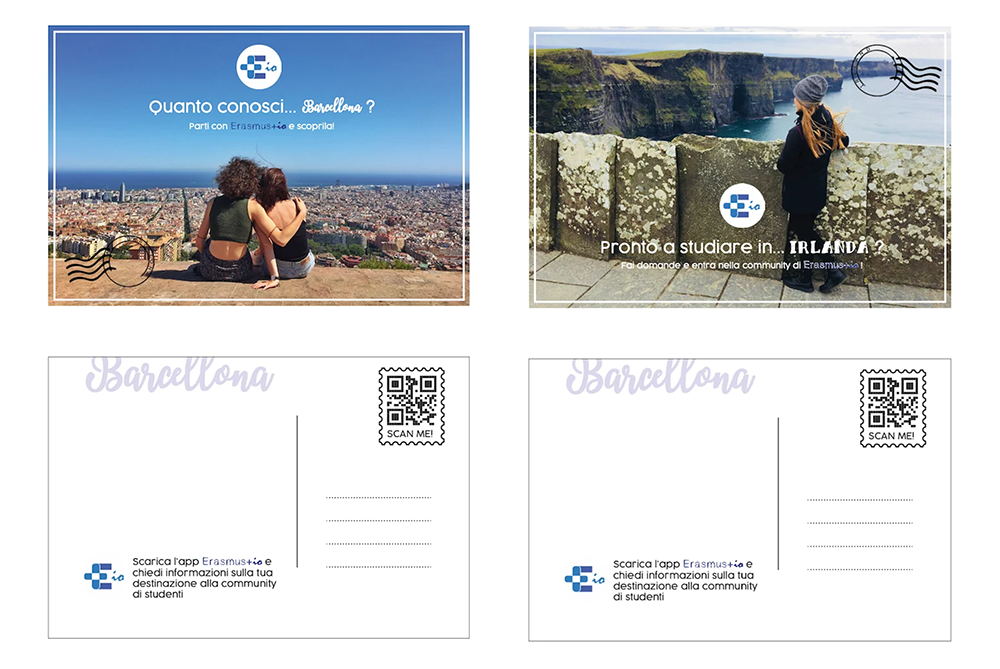 E io
Quanto conosci... Barcellona ?
Parti con Erasmus+io e scoprila!
E io
Pronto a studiare in... IRLANDA ?
Fai domande e entra nella community di Erasmus+io!
Barcellona
SCAN ME!
Scarica l'app Erasmus+io e
chiedi informazioni sulla tua
destinazione alla community
di studenti
E io
Barcellona
SCAN ME!
Scarica l'app Erasmus+io e
chiedi informazioni sulla tua
destinazione alla community
di studenti
E io